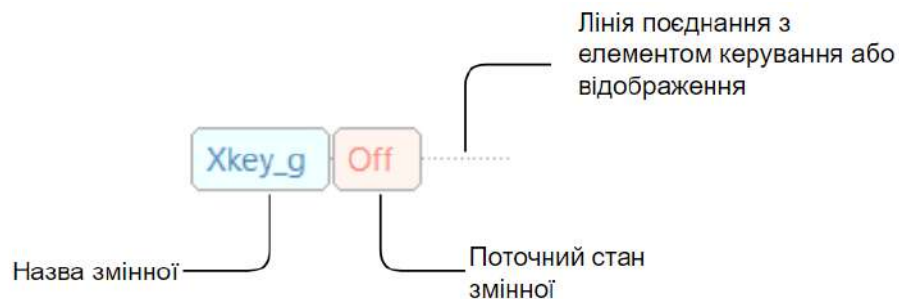 Лінія поєднання з
елементом керування або
відображення
Xkey_g Off
Назва змінної
Поточний стан
змінної